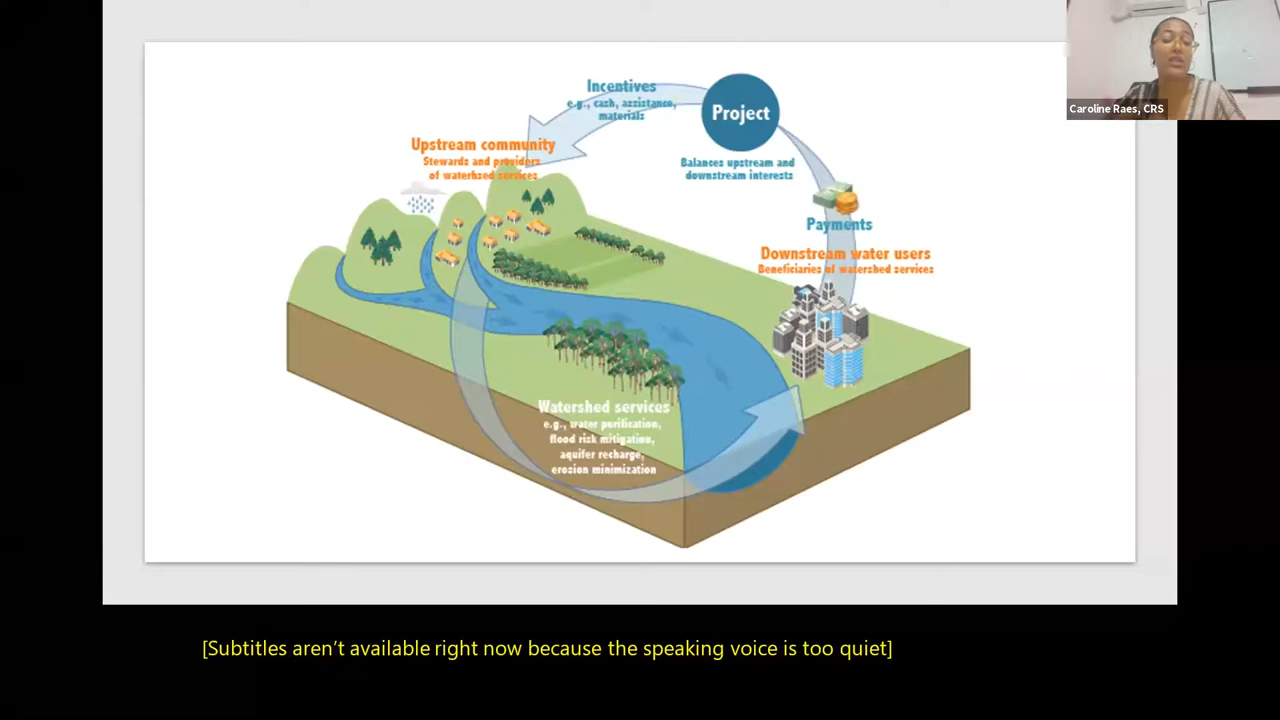 Incentives
e.g., cash, assistance,
materials
Project
Balances upstream and
downstream interests
Upstream community
Stewards and providers
of waterhsed services
Payments
Downstream water users
Beneficiaries of watershed services
Watershed services
e.g., water purification,
flood risk mitigation,
aquifer recharge,
erosion minimization
Caroline Raes, CRS
[Subtitles aren’t available right now because the speaking voice is too quiet]